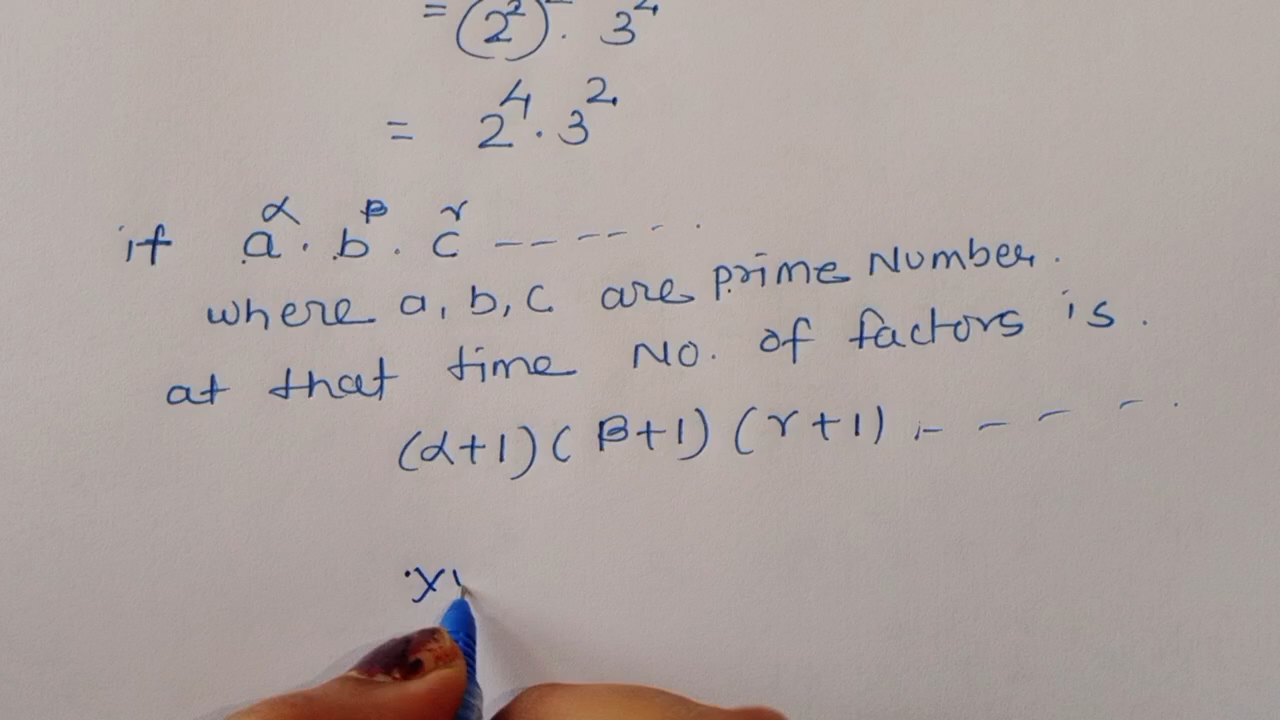 = (2²)² . 3²
= 2⁴ . 3²
if a^α . b^β . c^γ -------
where a, b, c are prime Number.
at that time No. of factors is.
(α+1) (β+1) (γ+1) . - - - - .